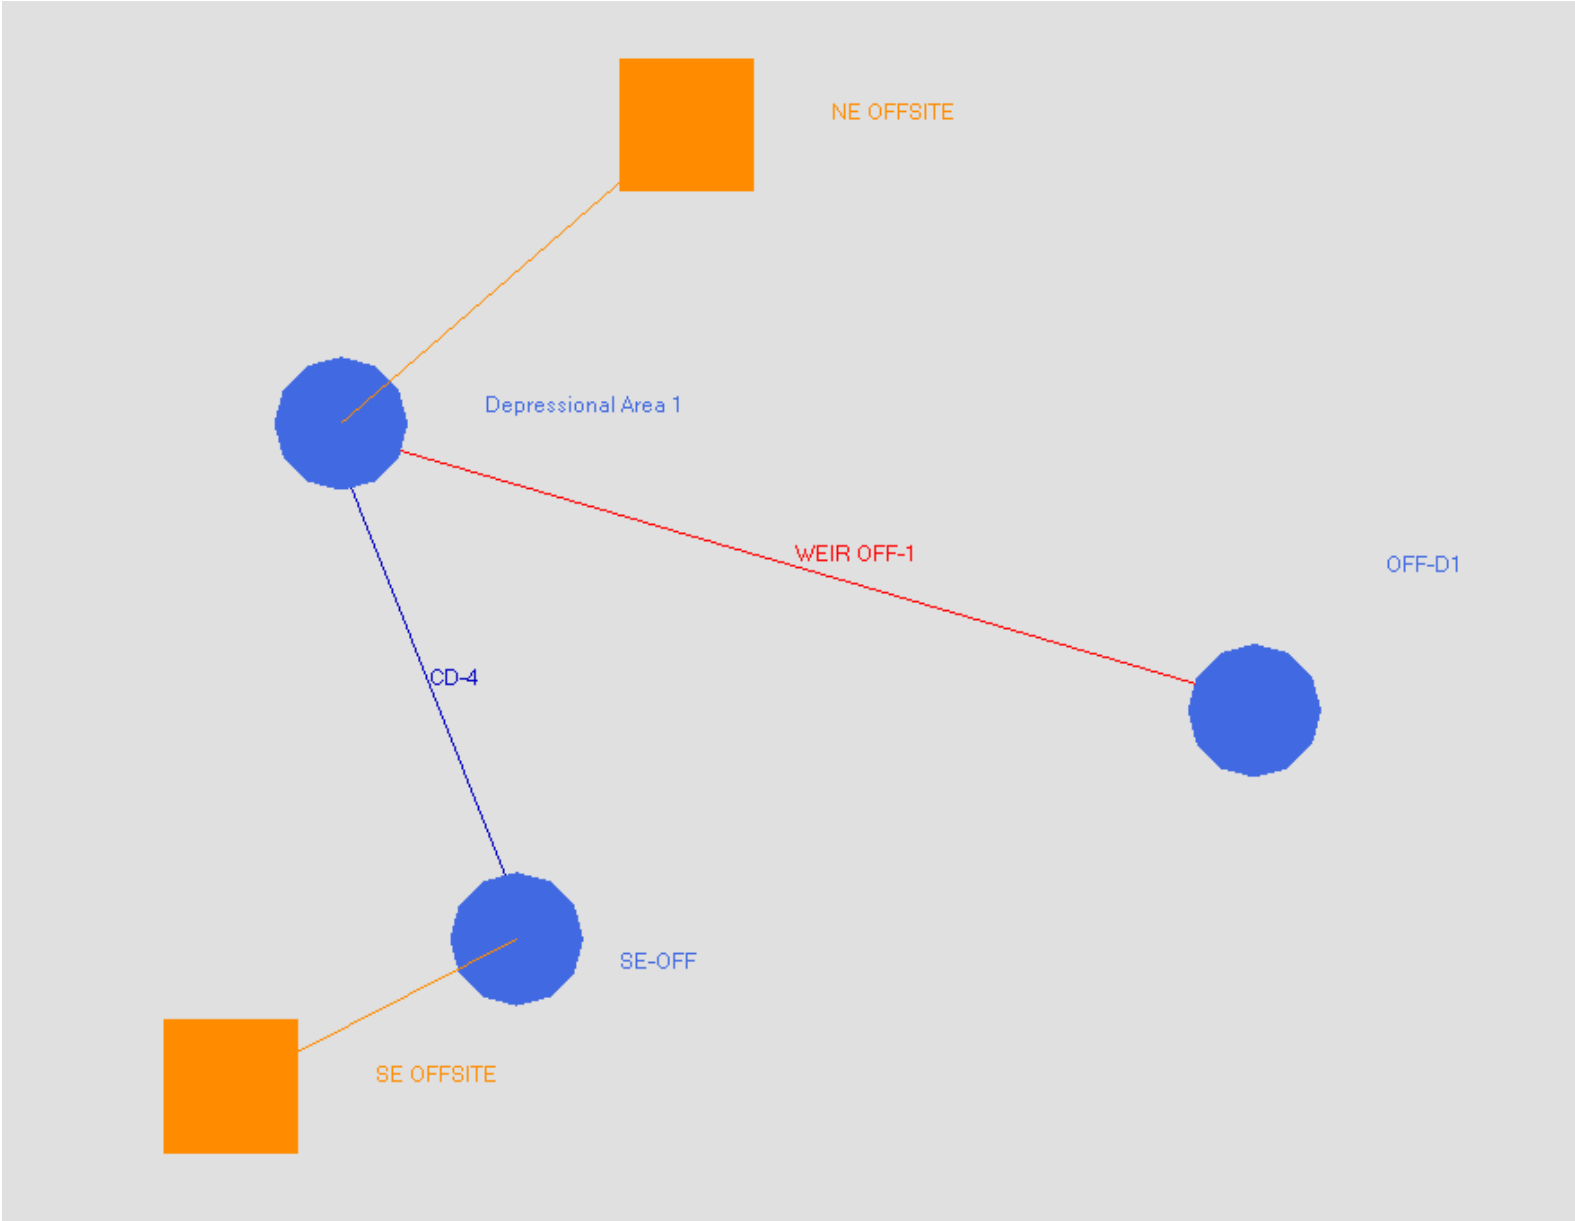 NE OFFSITE
Depressional Area 1
WEIR OFF-1
OFF-D1
CD-4
SE-OFF
SE OFFSITE